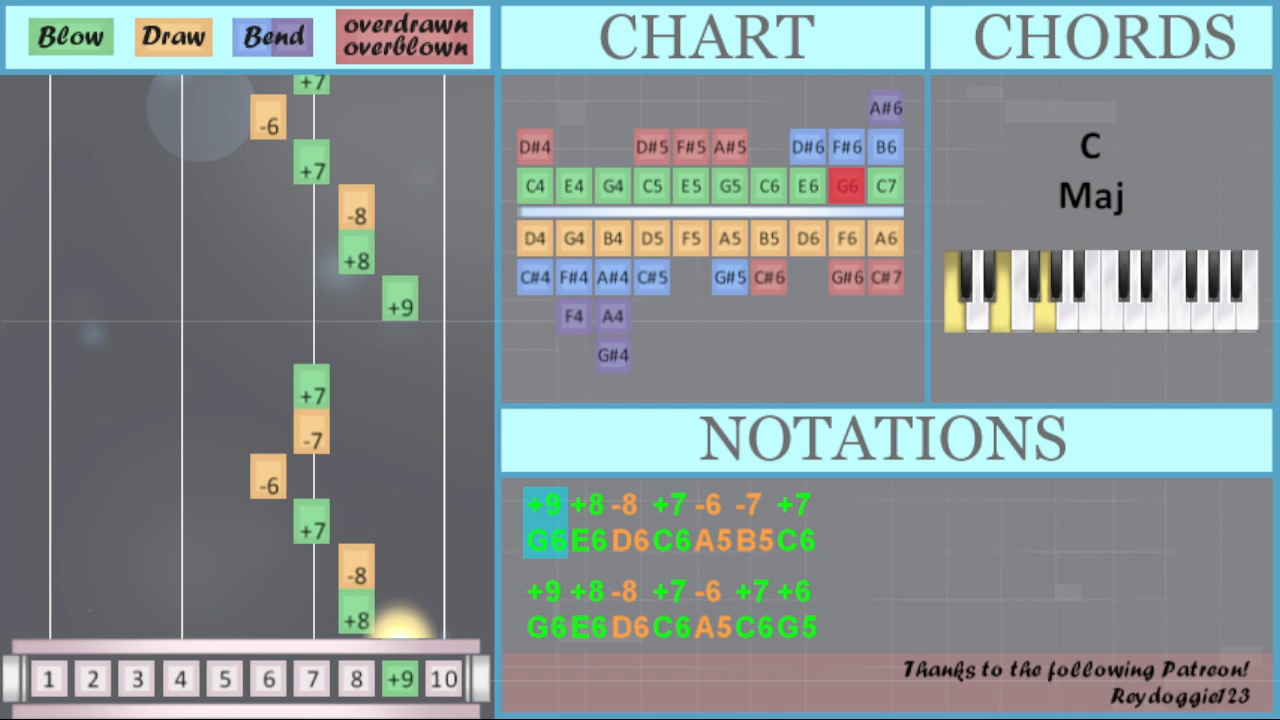 Blow Draw Bend overdrawn
overblown
CHART
CHORDS
+7
-6
+7
-8
+8
+9
+7
-7
-6
+7
-8
+8
1 2 3 4 5 6 7 8 +9 10
A#6
D#4 D#5 F#5 A#5 D#6 F#6 B6
C4 E4 G4 C5 E5 G5 C6 E6 G6 C7
D4 G4 B4 D5 F5 A5 B5 D6 F6 A6
C#4 F#4 A#4 C#5 G#5 C#6 G#6 C#7
F4 A4
G#4
C
Maj
NOTATIONS
+9 +8 -8 +7 -6 -7 +7
G6 E6 D6 C6 A5 B5 C6
+9 +8 -8 +7 -6 +7 +6
G6 E6 D6 C6 A5 C6 G5
Thanks to the following Patreon!
Reydoggie123